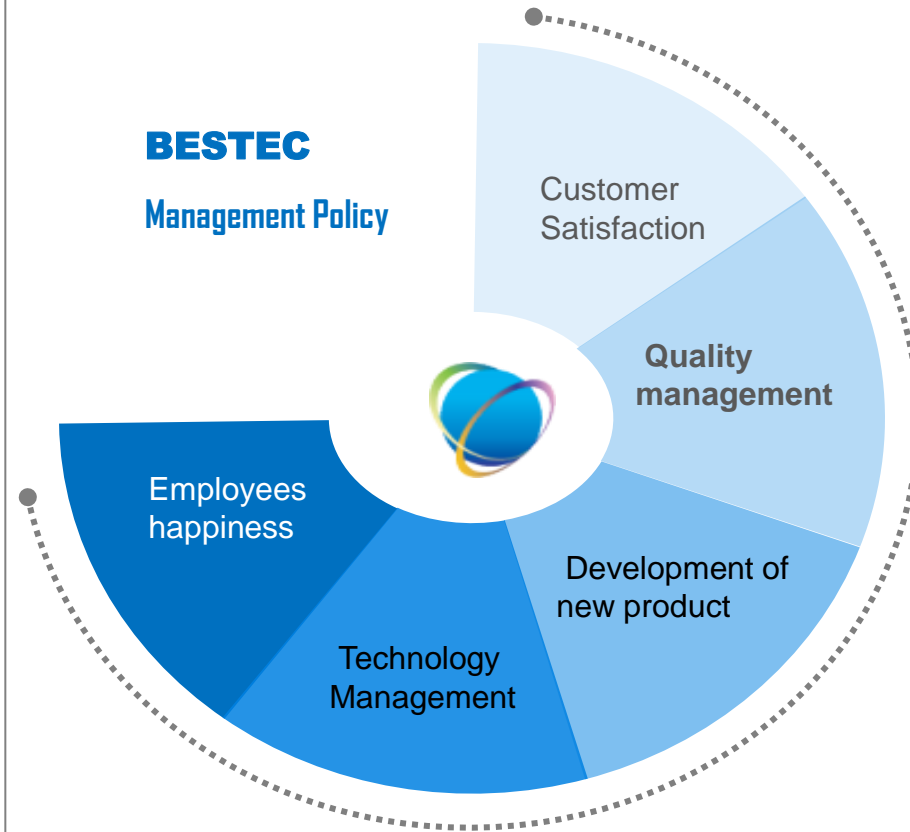 BESTEC
Management Policy
Customer
Satisfaction
Quality
management
Development of
new product
Technology
Management
Employees
happiness